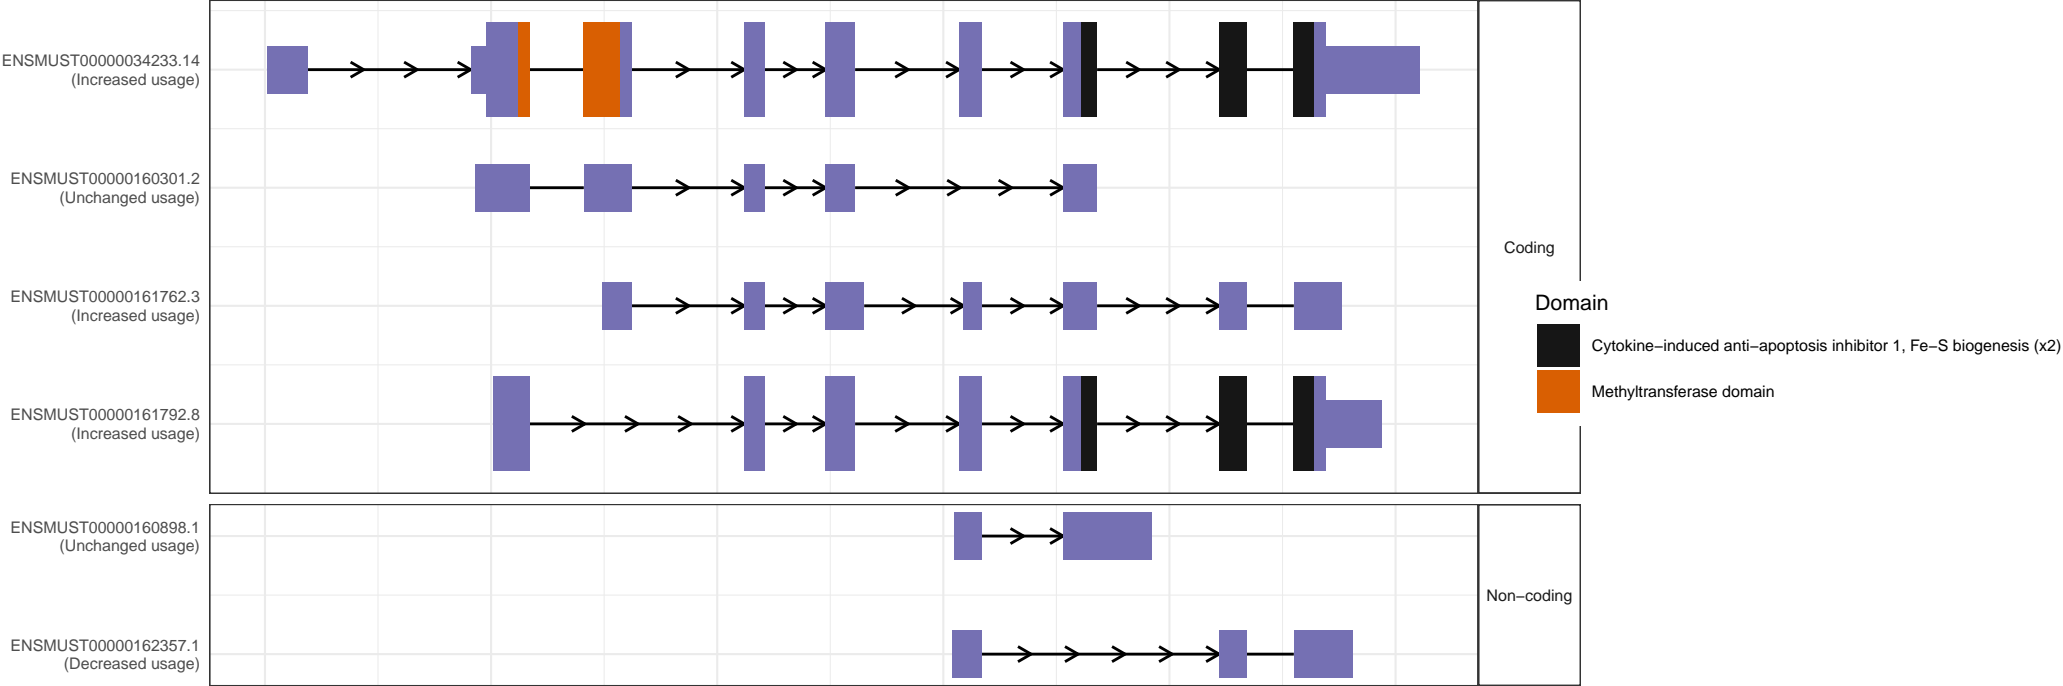 ENSMUST00000034233.14
(Increased usage)
ENSMUST00000160301.2
(Unchanged usage)
ENSMUST00000161762.3
(Increased usage)
ENSMUST00000161792.8
(Increased usage)
Coding
ENSMUST00000160898.1
(Unchanged usage)
ENSMUST00000162357.1
(Decreased usage)
Non−coding
Domain
Cytokine−induced anti−apoptosis inhibitor 1, Fe−S biogenesis (x2)
Methyltransferase domain